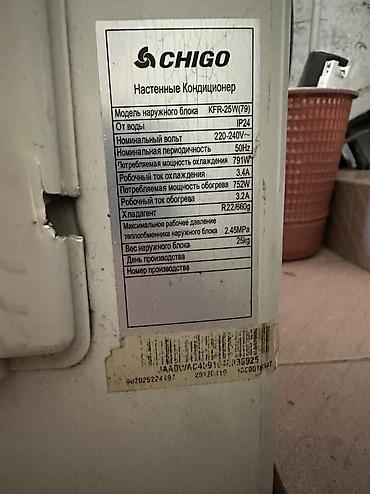 CHIGO
Настенные Кондиционер
Модель наружного блока KFR-25W(79)
От воды IP24
Номинальный вольт 220-240V~
Номинальная периодичность 50Hz
Потребляемая мощность охлаждения 791W
Робочный ток охлаждения 3.4A
Потребляемая мощность обогрева 752W
Робочный ток обогрева 3.2A
Хладагент R22/660g
Максимальное рабочее давление
теплообменника наружного блока 2.45MPa
Вес наружного блока 25kg
День производства
Номер производства